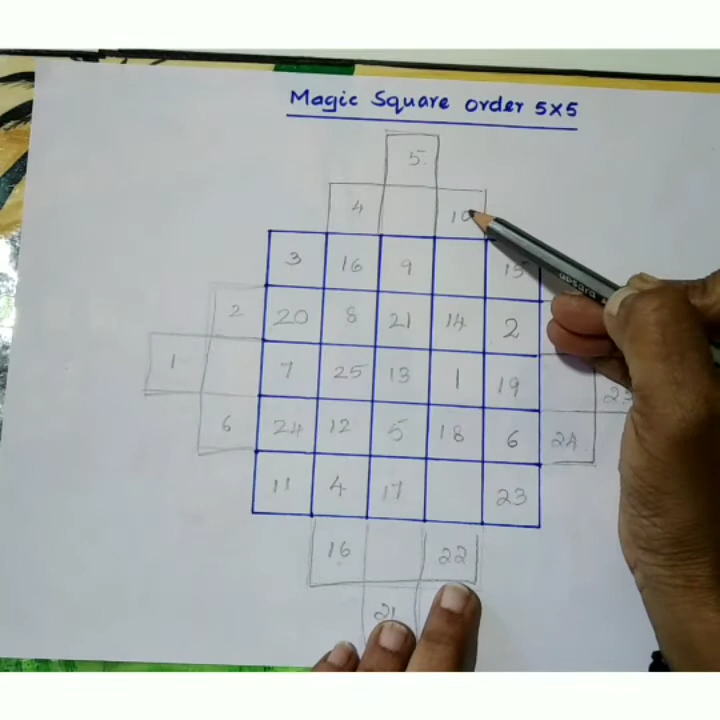 Magic Square order 5x5
5
4 10
3 16 9 15
2 20 8 21 14 2
1 7 25 13 1 19
6 24 12 5 18 6 24
11 4 17 23
16 22
21